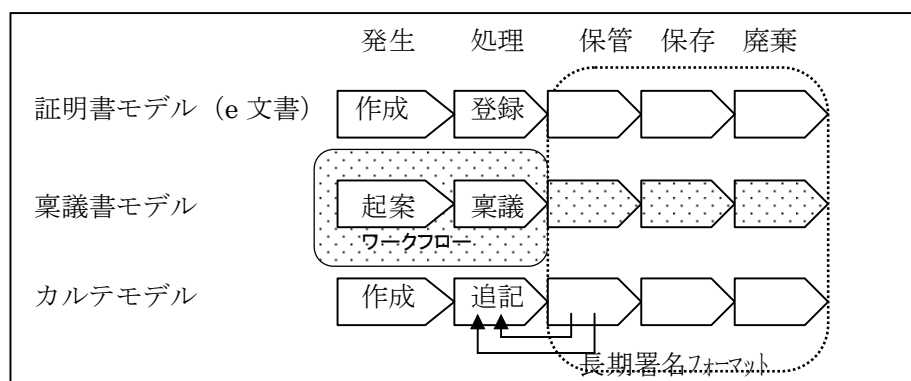 発生 処理 保管 保存 廃棄
証明書モデル（e 文書） 作成 登録
稟議書モデル 起案 稟議
ワークフロー
カルテモデル 作成 追記
長期署名フォーマット